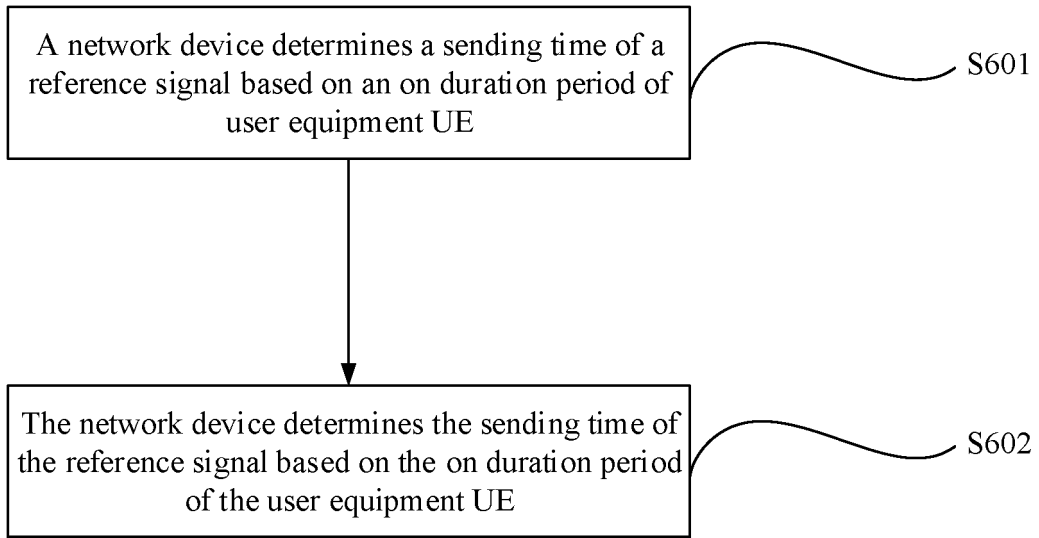 A network device determines a sending time of a
reference signal based on an on duration period of
user equipment UE
S601
The network device determines the sending time of
the reference signal based on the on duration period
of the user equipment UE
S602